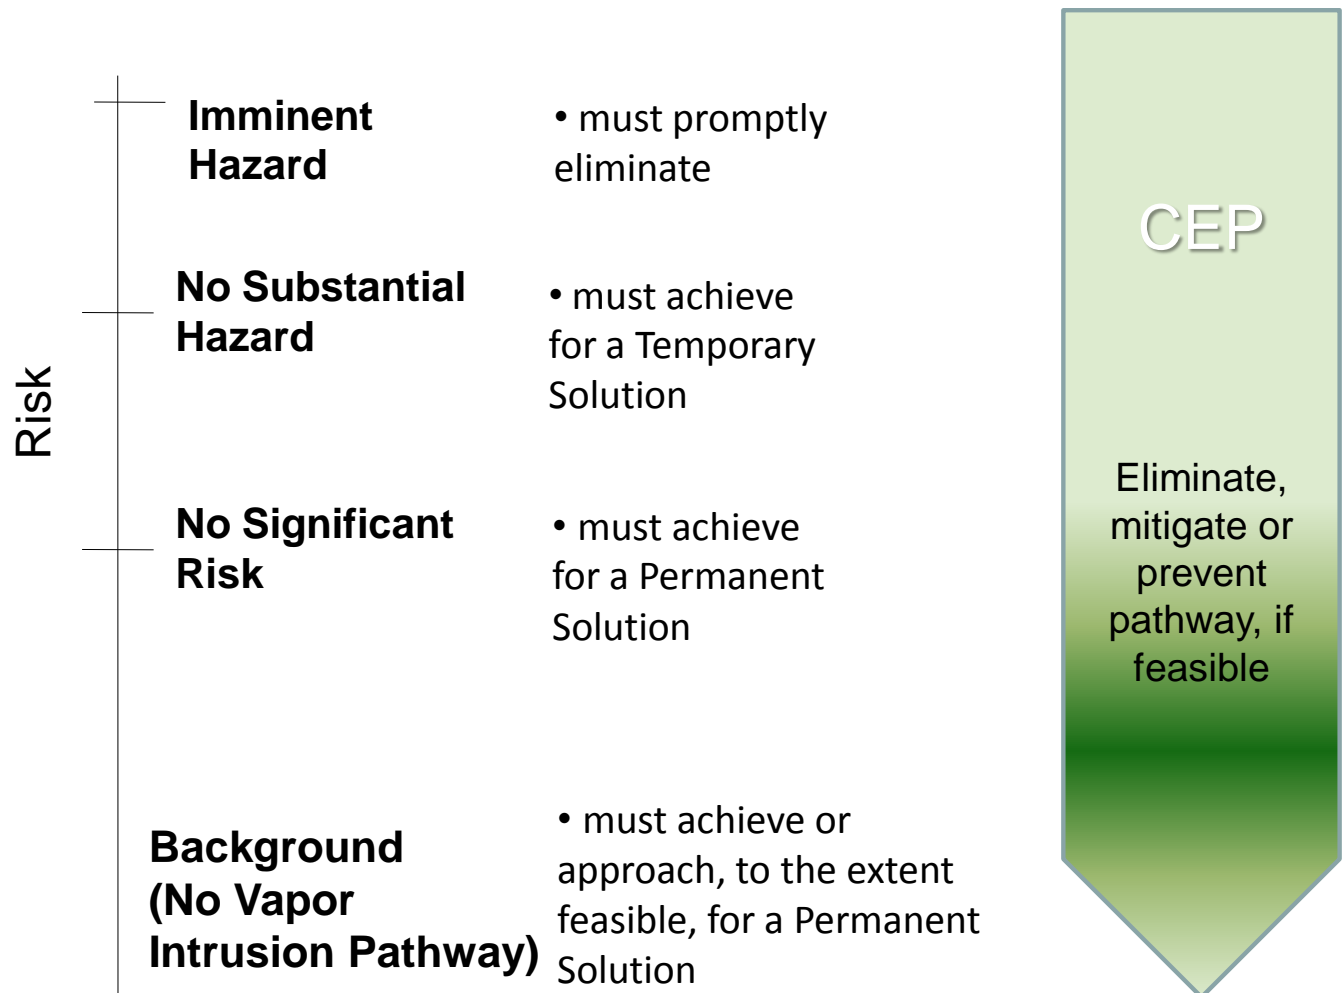 Imminent
Hazard
• must promptly
eliminate
CEP
No Substantial
Hazard
• must achieve
for a Temporary
Solution
Risk
No Significant
Risk
• must achieve
for a Permanent
Solution
Eliminate,
mitigate or
prevent
pathway, if
feasible
Background
(No Vapor
Intrusion Pathway)
• must achieve or
approach, to the extent
feasible, for a Permanent
Solution